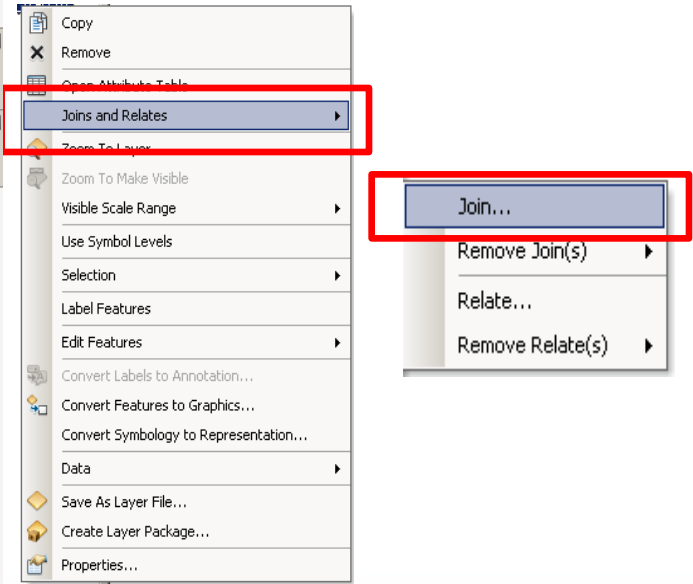 Copy
Remove
Open Attribute Table
Joins and Relates
Zoom To Layer
Zoom To Make Visible
Visible Scale Range
Use Symbol Levels
Selection
Label Features
Edit Features
Convert Labels to Annotation...
Convert Features to Graphics...
Convert Symbology to Representation...
Data
Save As Layer File...
Create Layer Package...
Properties...
Join...
Remove Join(s)
Relate...
Remove Relate(s)